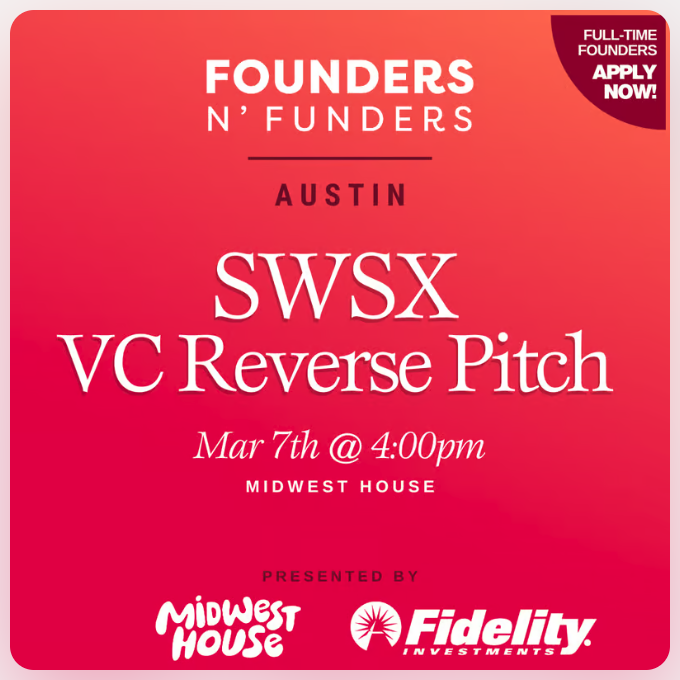 FULL-TIME
FOUNDERS
APPLY
NOW!
FOUNDERS
N' FUNDERS
AUSTIN
SWSX
VC Reverse Pitch
Mar 7th @ 4:00pm
MIDWEST HOUSE
PRESENTED BY
MiDWEST
HOUSE
Fidelity.
INVESTMENTS